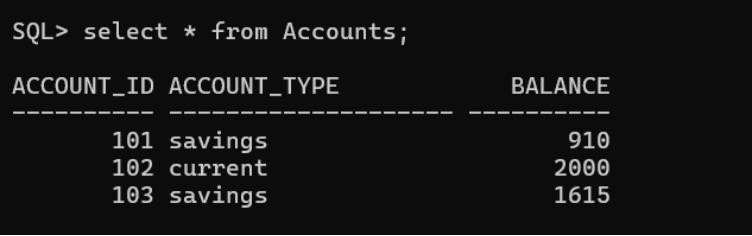 SQL> select * from Accounts;
ACCOUNT_ID ACCOUNT_TYPE            BALANCE
---------- -------------------- ----------
       101 savings                     910
       102 current                    2000
       103 savings                    1615